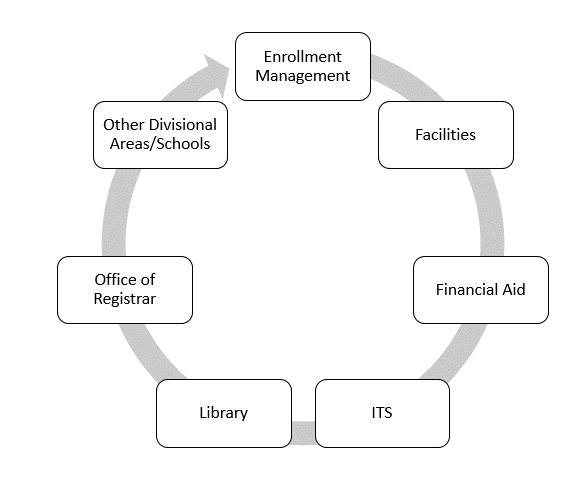 Enrollment
Management
Facilities
Financial Aid
ITS
Library
Office of
Registrar
Other Divisional
Areas/Schools